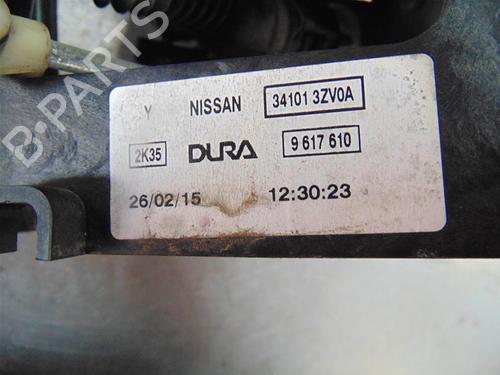 Y NISSAN 34101 3ZV0A
2K35 DURA 9 617 610
26/02/15 12:30:23
B-PARTS